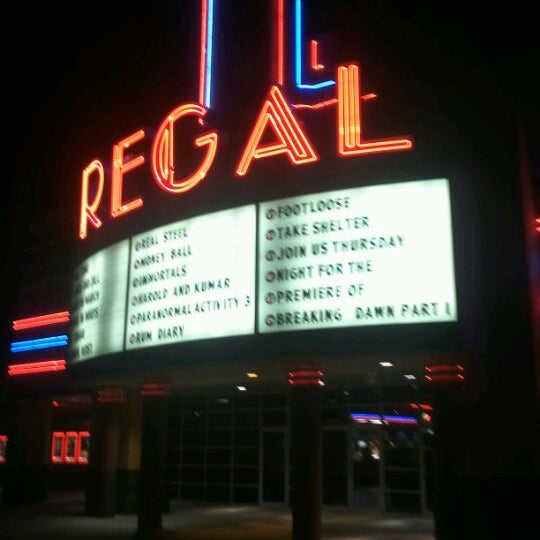 REGAL
REAL STEEL
MONEY BALL
IMMORTALS
HAROLD AND KUMAR
PARANORMAL ACTIVITY 3
RUM DIARY
FOOTLOOSE
TAKE SHELTER
JOIN US THURSDAY
NIGHT FOR THE
PREMIERE OF
BREAKING DAWN PART 1